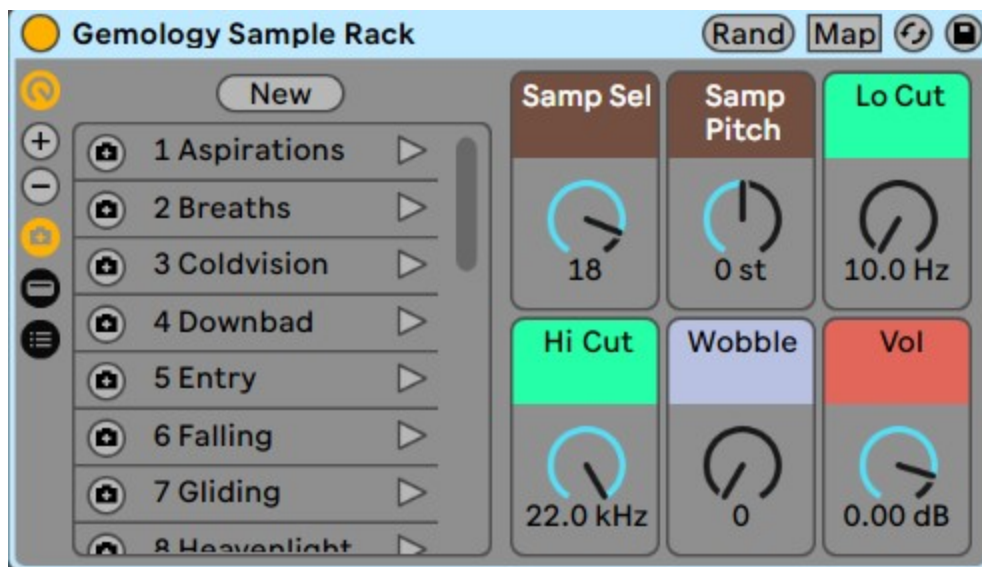 Gemology Sample Rack
Rand
Map
New
1 Aspirations
2 Breaths
3 Coldvision
4 Downbad
5 Entry
6 Falling
7 Gliding
8 Heavenlight
Samp Sel
18
Samp
Pitch
0 st
Lo Cut
10.0 Hz
Hi Cut
22.0 kHz
Wobble
0
Vol
0.00 dB